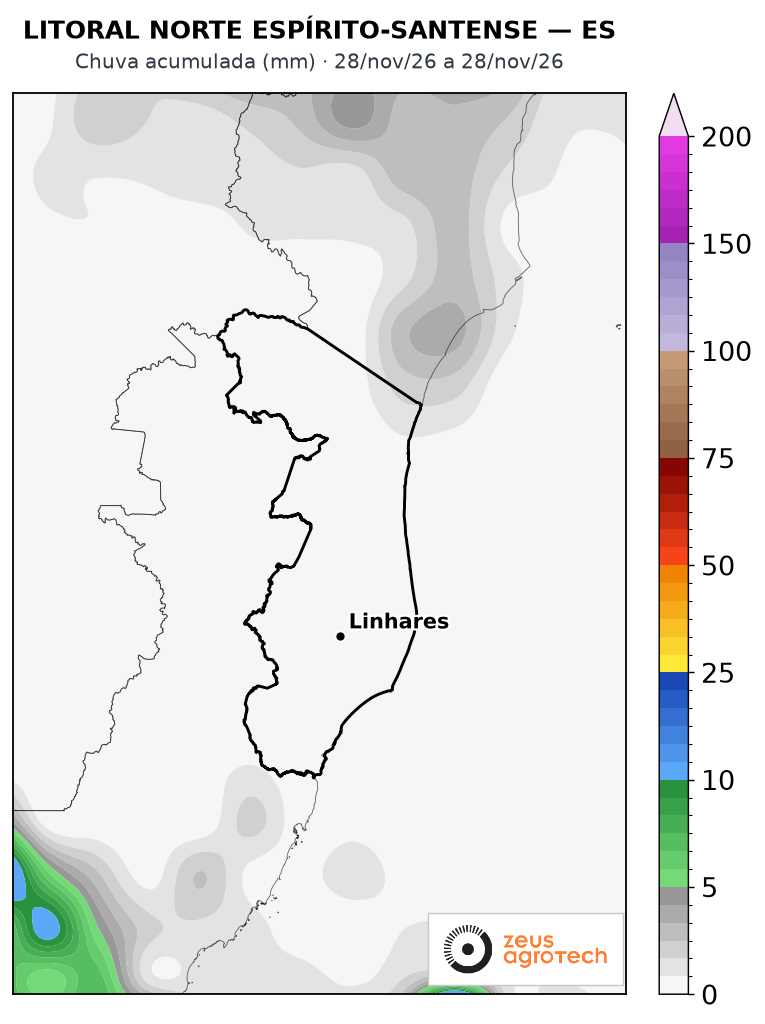 LITORAL NORTE ESPÍRITO-SANTENSE — ES
Chuva acumulada (mm) · 28/nov/26 a 28/nov/26
200
150
100
75
50
25
10
5
0
Linhares
zeus
agrotech